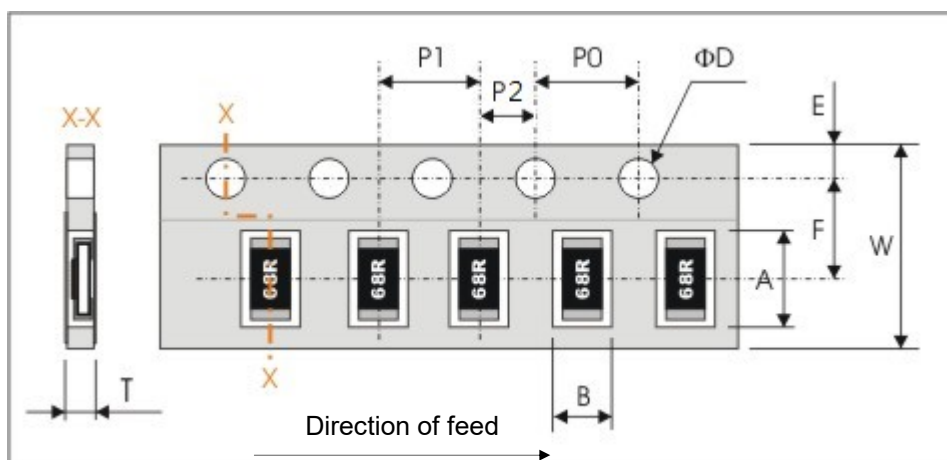 P1
P0
ΦD
P2
E
X
X-X
F
W
A
68R
68R
68R
68R
68R
X
T
B
Direction of feed